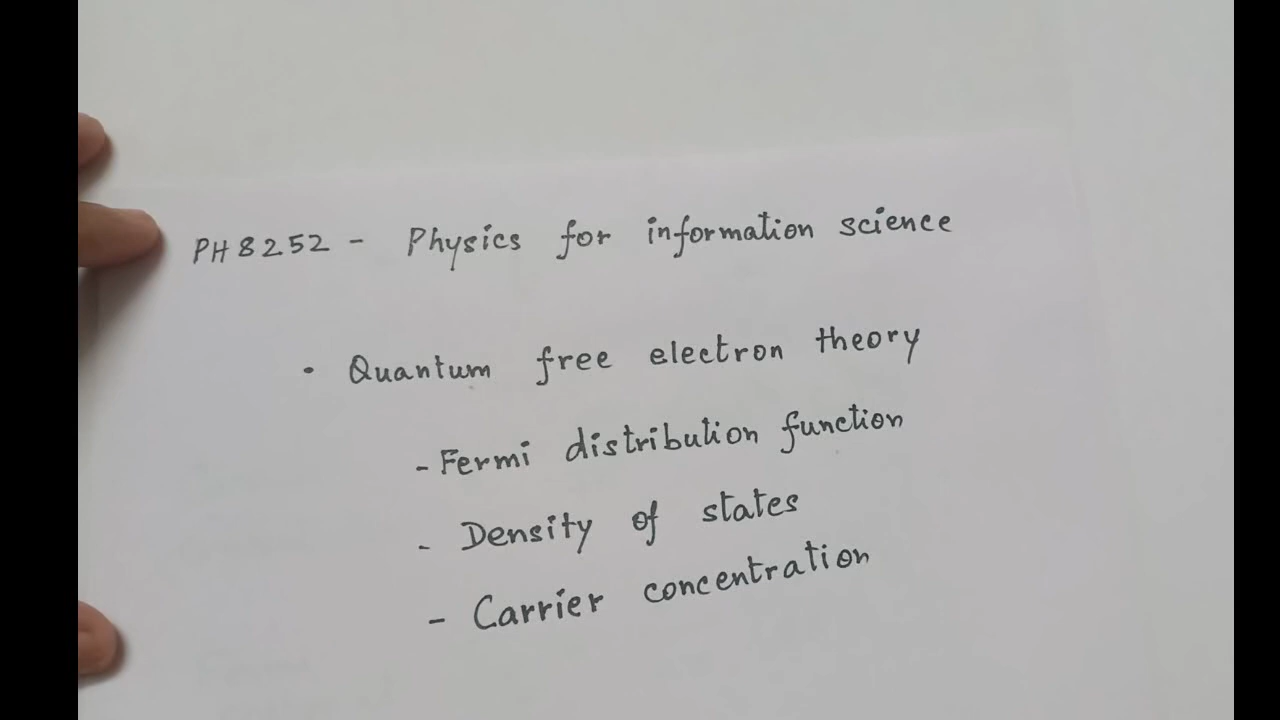 PH8252 - Physics for information science
• Quantum free electron theory
- Fermi distribution function
- Density of states
- Carrier concentration